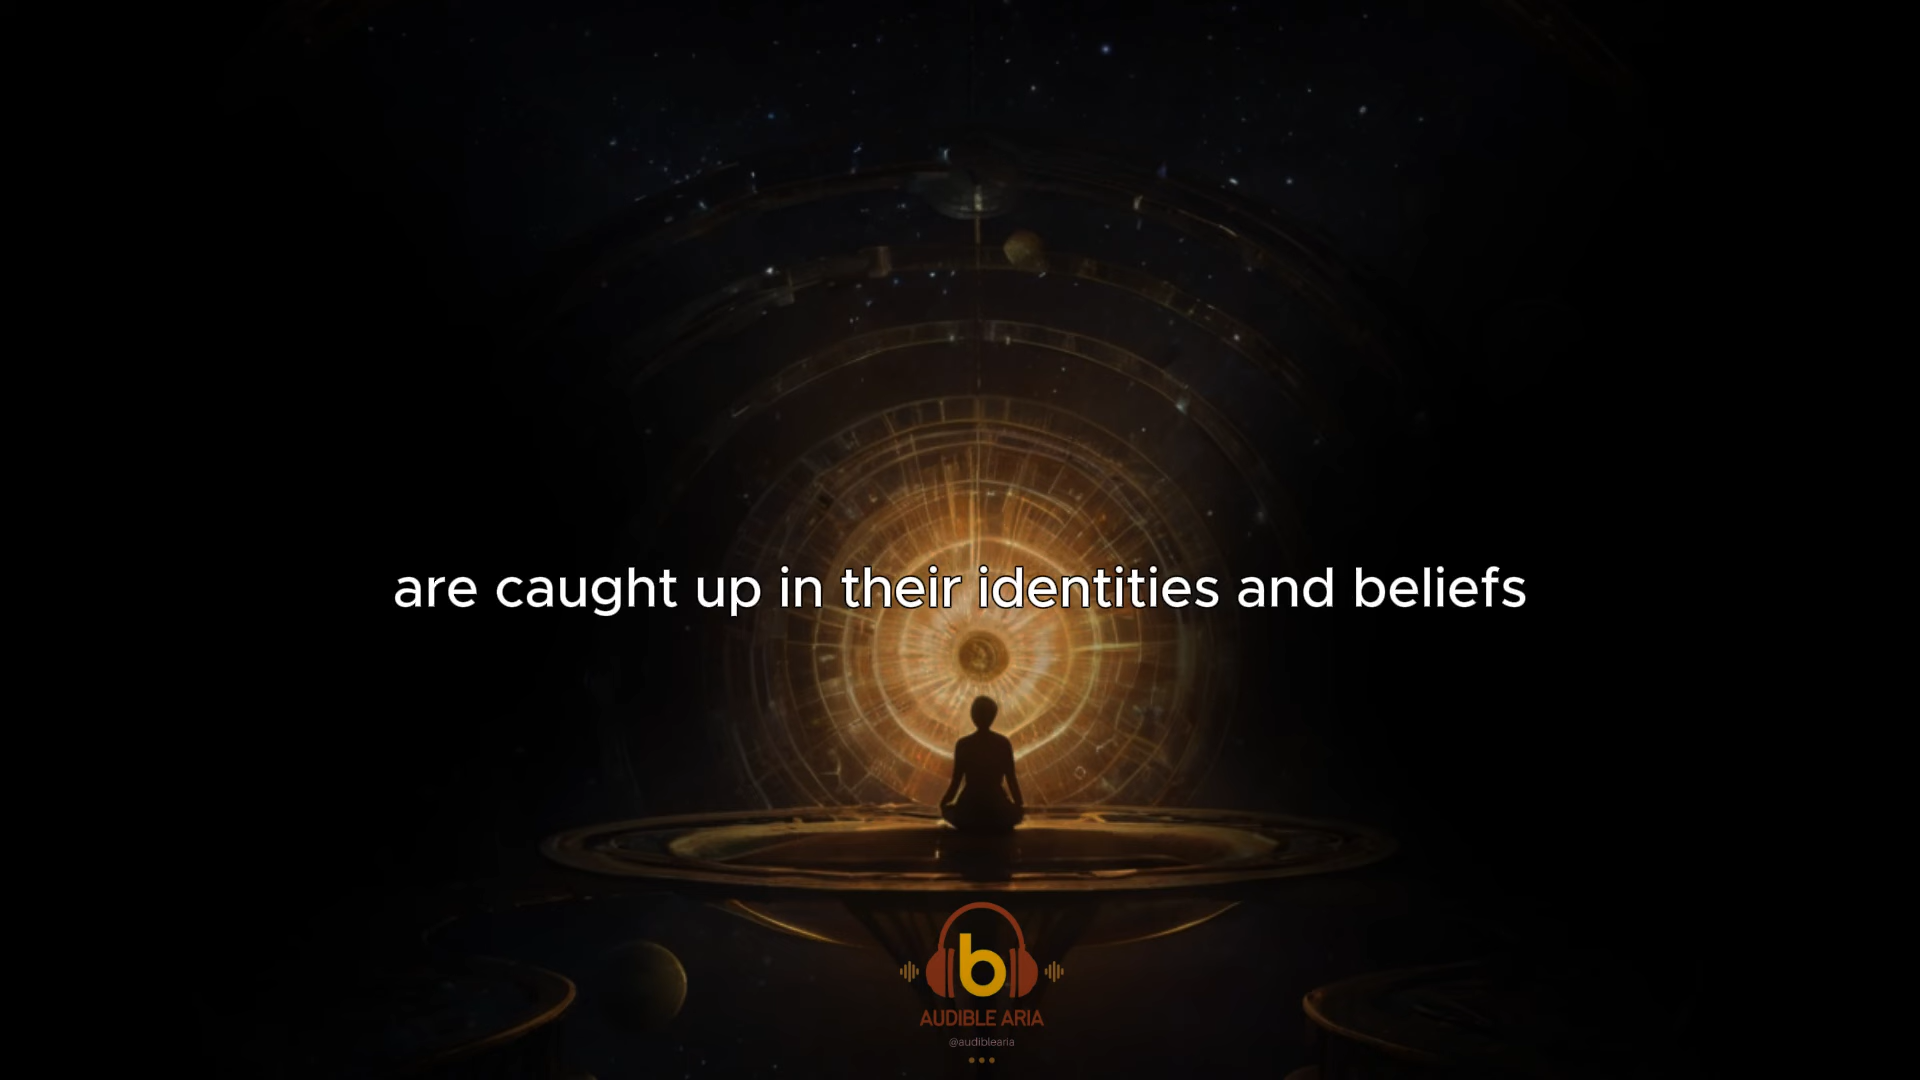 are caught up in their identities and beliefs
b
AUDIBLE ARIA
@audiblearia